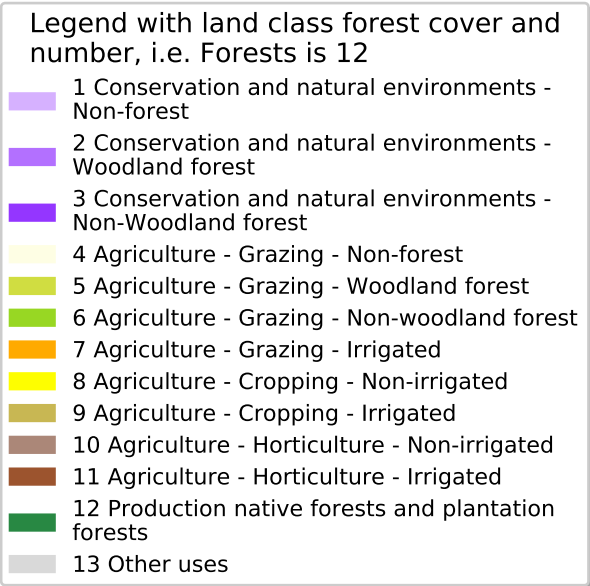 Legend with land class forest cover and
number, i.e. Forests is 12
1 Conservation and natural environments -
Non-forest
2 Conservation and natural environments -
Woodland forest
3 Conservation and natural environments -
Non-Woodland forest
4 Agriculture - Grazing - Non-forest
5 Agriculture - Grazing - Woodland forest
6 Agriculture - Grazing - Non-woodland forest
7 Agriculture - Grazing - Irrigated
8 Agriculture - Cropping - Non-irrigated
9 Agriculture - Cropping - Irrigated
10 Agriculture - Horticulture - Non-irrigated
11 Agriculture - Horticulture - Irrigated
12 Production native forests and plantation
forests
13 Other uses